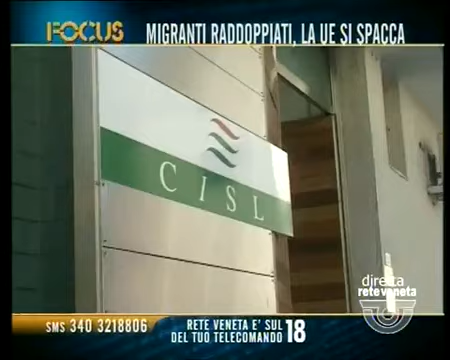 FOCUS
MIGRANTI RADDOPPIATI, LA UE SI SPACCA
CISL
diretta
reteveneta
SMS 340 3218806
RETE VENETA E' SUL
DEL TUO TELECOMANDO 18